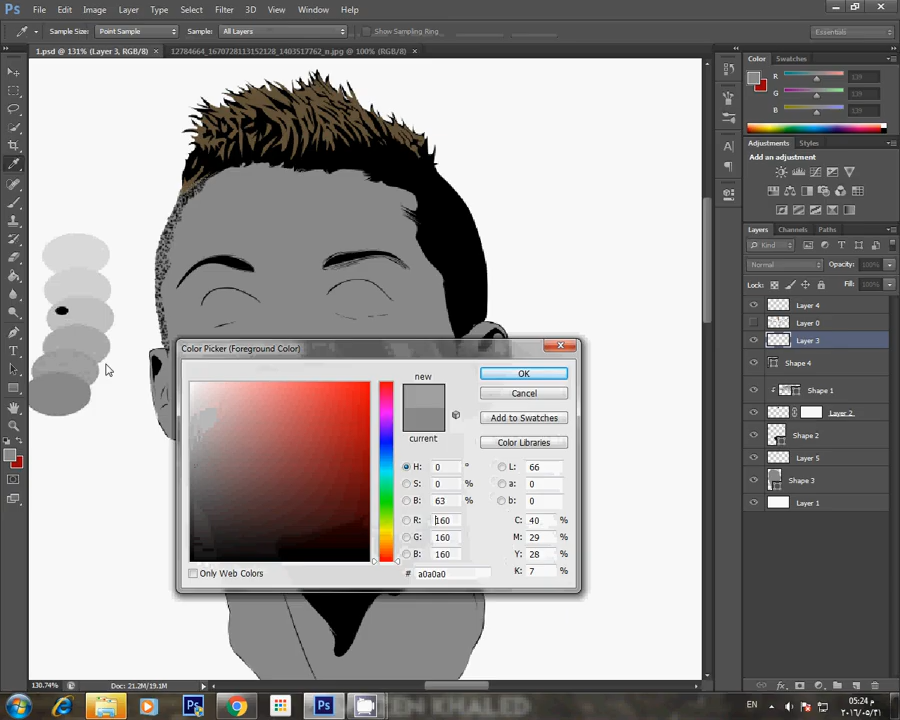 Ps File Edit Image Layer Type Select Filter 3D View Window Help
Sample Size: Point Sample Sample: All Layers Show Sampling Ring Essentials
1.psd @ 131% (Layer 3, RGB/8) × 12784664_1670728113152128_1403517762_n.jpg @ 100% (RGB/8) ×
Color Swatches
R 139
G 139
B 139
Adjustments Styles
Add an adjustment
Layers Channels Paths
Kind
Normal Opacity: 100%
Lock: Fill: 100%
Layer 4
Layer 0
Layer 3
Shape 4
Shape 1
Layer 2
Shape 2
Layer 5
Shape 3
Layer 1
Color Picker (Foreground Color)
new
current
OK
Cancel
Add to Swatches
Color Libraries
H: 0 ° L: 66
S: 0 % a: 0
B: 63 % b: 0
R: 160 C: 40 %
G: 160 M: 29 %
B: 160 Y: 28 %
# a0a0a0 K: 7 %
Only Web Colors
130.74% Doc: 21.2M/19.1M
EN KHALED
EN 05:24 م
٢٠١٦/٠٥/٣١